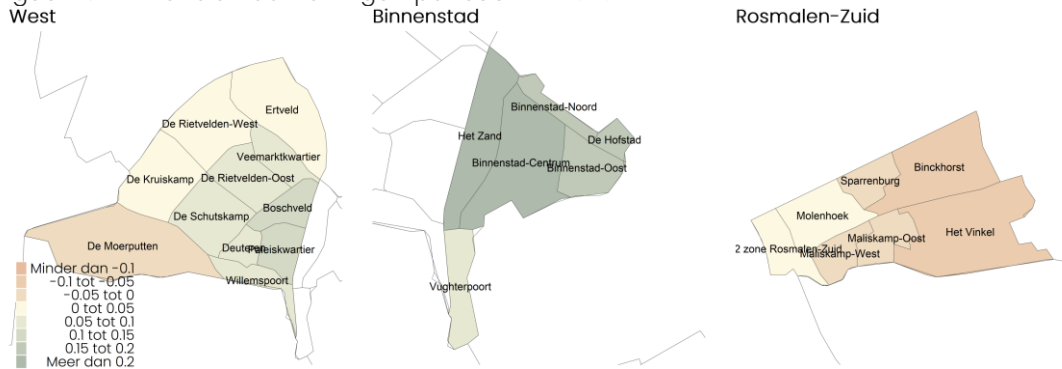 West
Binnenstad
Rosmalen-Zuid
Ertveld
De Rietvelden-West
Veemarktkwartier
De Kruiskamp
De Rietvelden-Oost
De Schutskamp
Boschveld
De Moerputten
Deuteren
Paleiskwartier
Willemspoort
Binnenstad-Noord
Het Zand
De Hofstad
Binnenstad-Centrum
Binnenstad-Oost
Vughterpoort
Binckhorst
Sparrenburg
Molenhoek
Maliskamp-Oost
Het Vinkel
2 zone Rosmalen-Zuid
Maliskamp-West
Minder dan -0.1
-0.1 tot -0.05
-0.05 tot 0
0 tot 0.05
0.05 tot 0.1
0.1 tot 0.15
0.15 tot 0.2
Meer dan 0.2